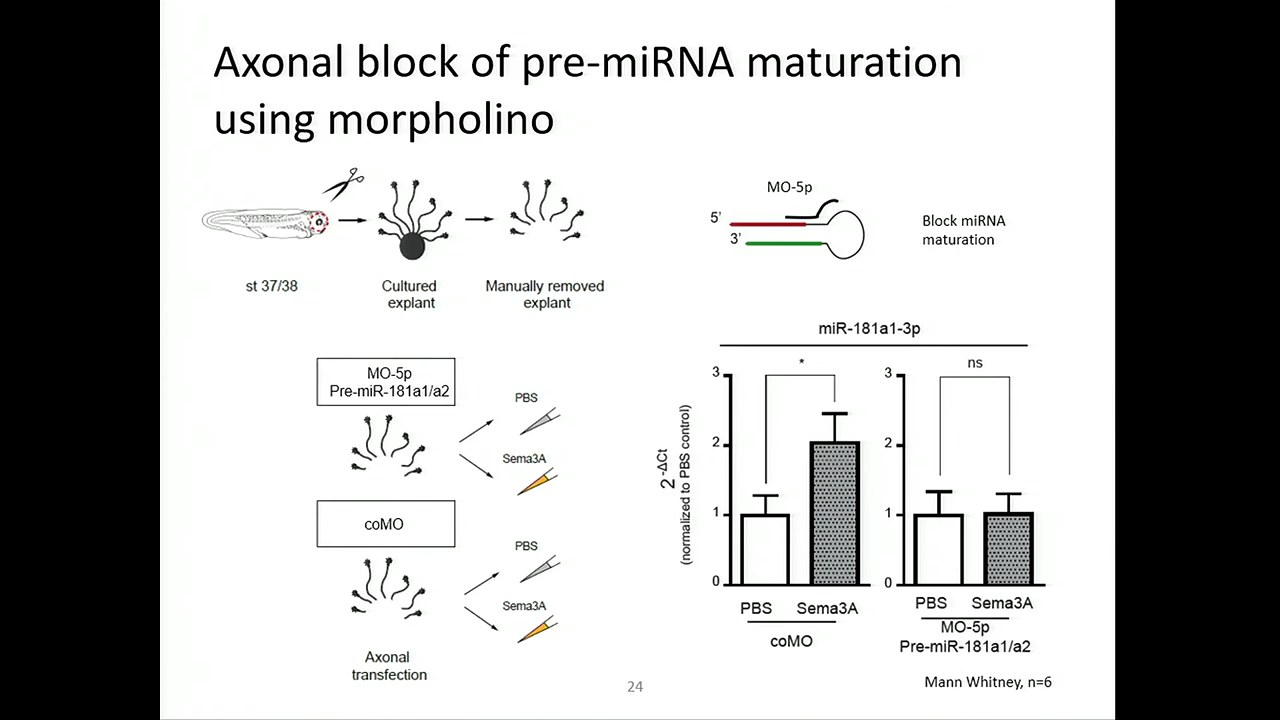 Axonal block of pre-miRNA maturation
using morpholino
st 37/38
Cultured
explant
Manually removed
explant
MO-5p
5'
3'
Block miRNA
maturation
MO-5p
Pre-miR-181a1/a2
PBS
Sema3A
coMO
PBS
Sema3A
Axonal
transfection
miR-181a1-3p
2^-ΔCt
(normalized to PBS control)
3
2
1
0
*
PBS Sema3A
coMO
3
2
1
0
ns
PBS Sema3A
MO-5p
Pre-miR-181a1/a2
Mann Whitney, n=6
24